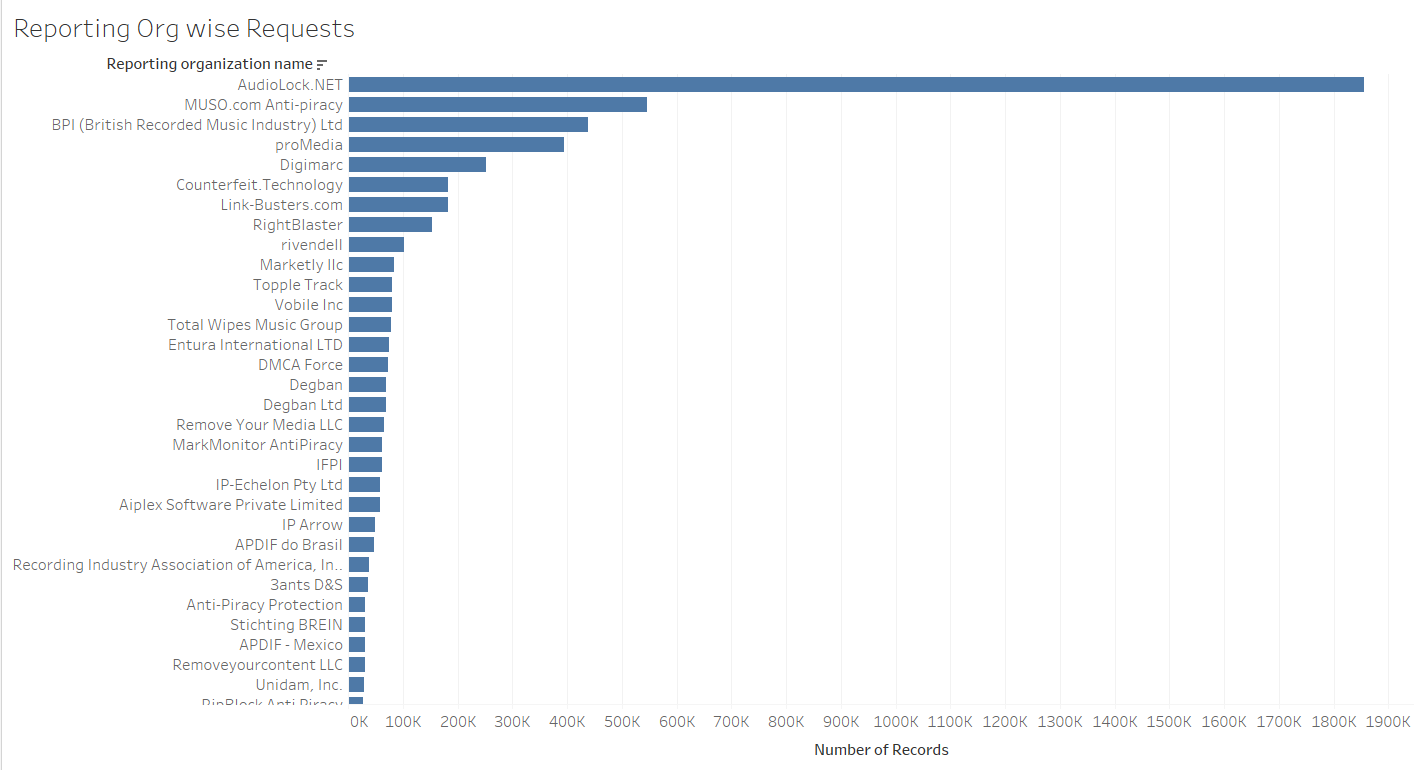 Reporting Org wise Requests
Reporting organization name
AudioLock.NET
MUSO.com Anti-piracy
BPI (British Recorded Music Industry) Ltd
proMedia
Digimarc
Counterfeit.Technology
Link-Busters.com
RightBlaster
rivendell
Marketly llc
Topple Track
Vobile Inc
Total Wipes Music Group
Entura International LTD
DMCA Force
Degban
Degban Ltd
Remove Your Media LLC
MarkMonitor AntiPiracy
IFPI
IP-Echelon Pty Ltd
Aiplex Software Private Limited
IP Arrow
APDIF do Brasil
Recording Industry Association of America, In..
3ants D&S
Anti-Piracy Protection
Stichting BREIN
APDIF - Mexico
Removeyourcontent LLC
Unidam, Inc.
Anti Piracy
0K 100K 200K 300K 400K 500K 600K 700K 800K 900K 1000K 1100K 1200K 1300K 1400K 1500K 1600K 1700K 1800K 1900K
Number of Records